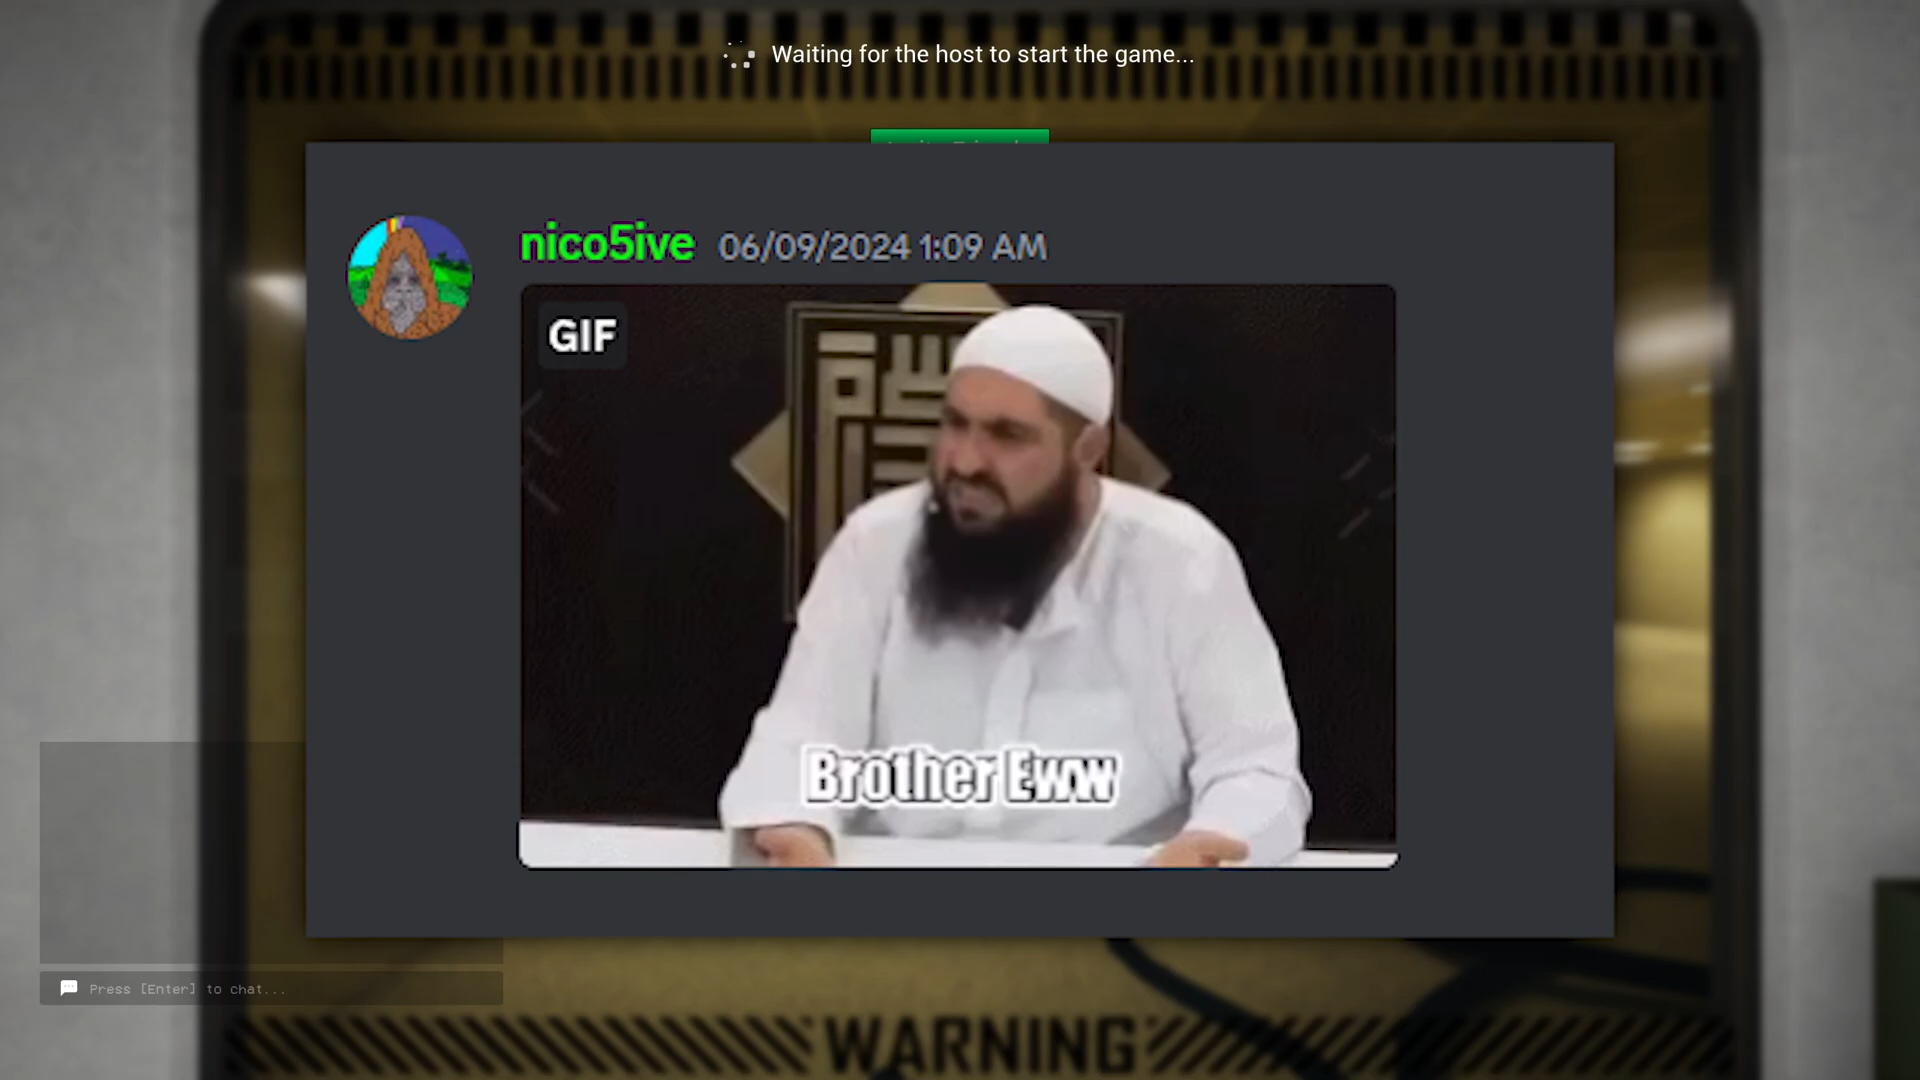 Waiting for the host to start the game...
nico5ive 06/09/2024 1:09 AM
GIF
Brother Eww
Press [Enter] to chat...
WARNING